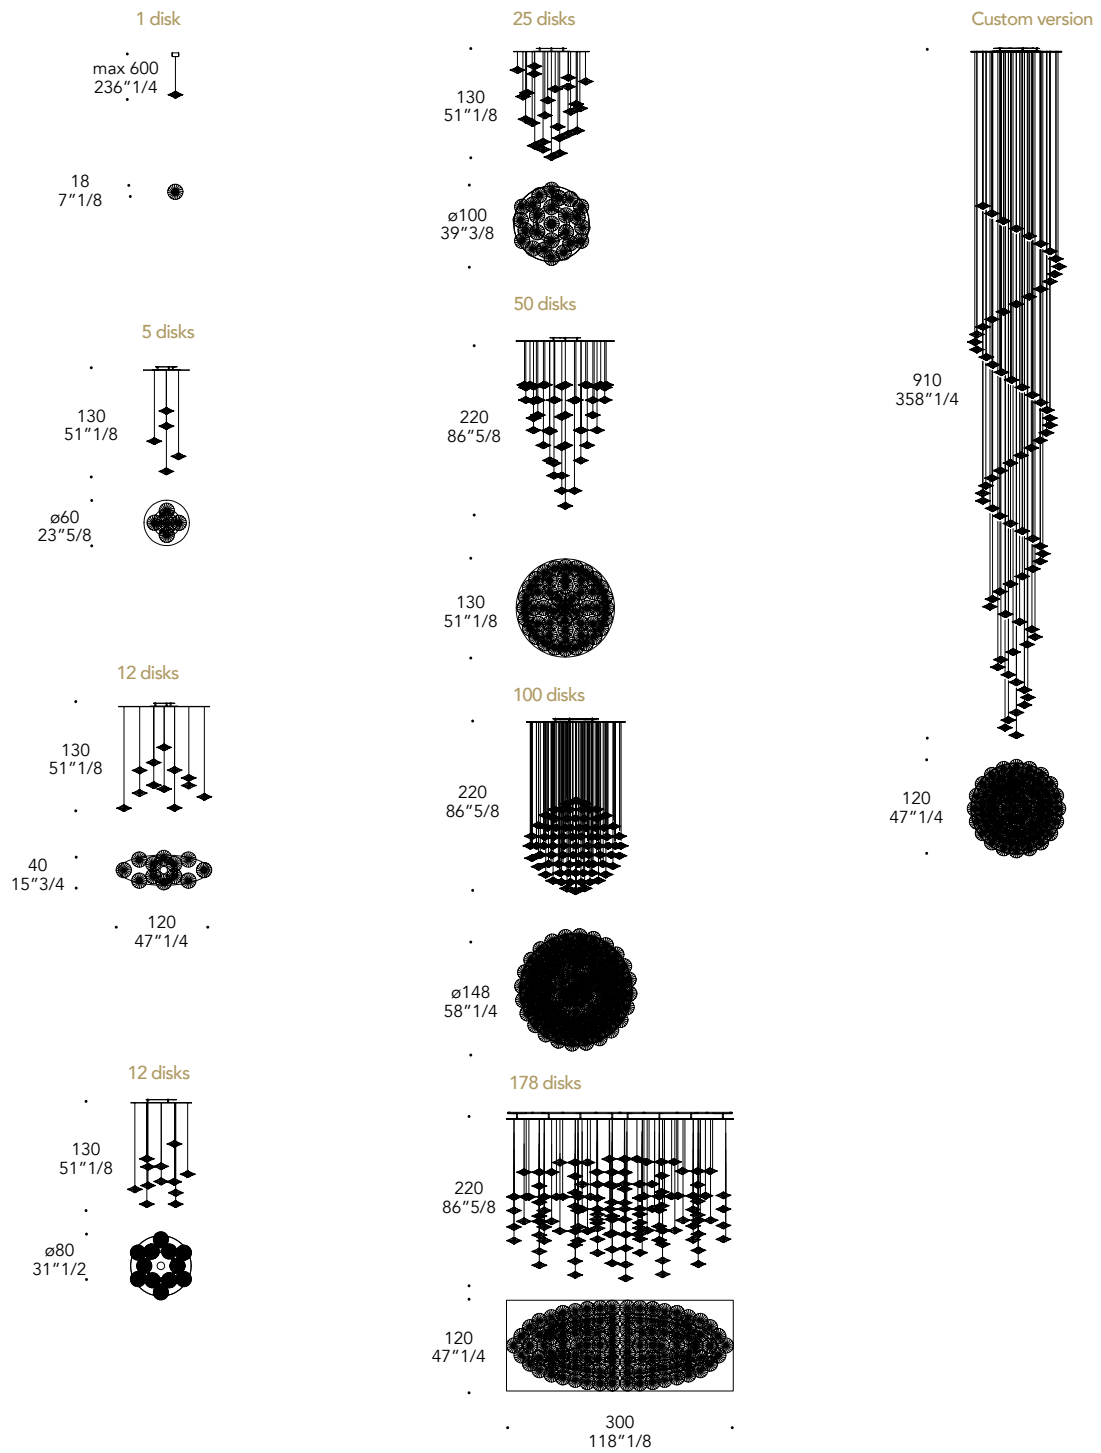 1 disk
max 600
236"1/4
18
7"1/8
5 disks
130
51"1/8
ø60
23"5/8
12 disks
130
51"1/8
40
15"3/4
120
47"1/4
12 disks
130
51"1/8
ø80
31"1/2
25 disks
130
51"1/8
ø100
39"3/8
50 disks
220
86"5/8
130
51"1/8
100 disks
220
86"5/8
ø148
58"1/4
178 disks
220
86"5/8
120
47"1/4
300
118"1/8
Custom version
910
358"1/4
120
47"1/4